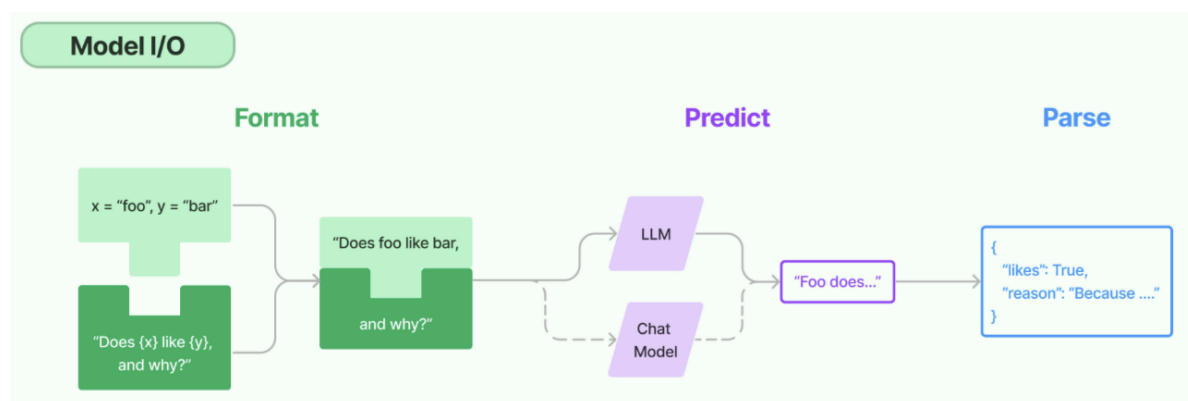 Model I/O
Format
Predict
Parse
x = “foo”, y = “bar”
“Does {x} like {y},
and why?”
“Does foo like bar,
and why?”
LLM
Chat
Model
“Foo does...”
{
“likes”: True,
“reason”: “Because ....”
}